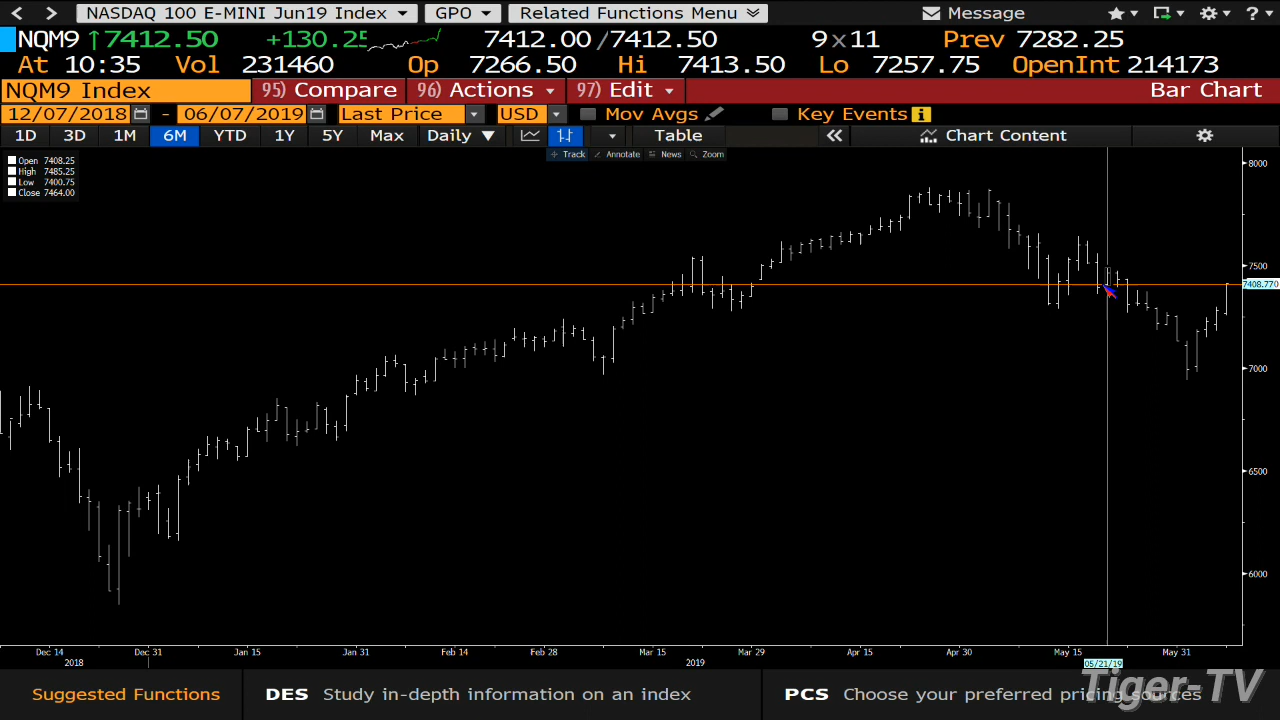 NASDAQ 100 E-MINI Jun19 Index GPO Related Functions Menu Message ?
NQM9 ↑7412.50 +130.25 7412.00/7412.50 9×11 Prev 7282.25
At 10:35 Vol 231460 Op 7266.50 Hi 7413.50 Lo 7257.75 OpenInt 214173
NQM9 Index 95) Compare 96) Actions 97) Edit Bar Chart
12/07/2018 - 06/07/2019 Last Price USD Mov Avgs Key Events i
1D 3D 1M 6M YTD 1Y 5Y Max Daily ▼ Table « Chart Content
Track Annotate News Zoom
Open 7408.25
High 7485.25
Low 7400.75
Close 7464.00
8000
7500
7408.770
7000
6500
6000
Dec 14 Dec 31 Jan 15 Jan 31 Feb 14 Feb 28 Mar 15 Mar 29 Apr 15 Apr 30 May 15 May 31
2018 2019 05/21/19
Suggested Functions DES Study in-depth information on an index PCS Choose your preferred pricing sources
Tiger-TV